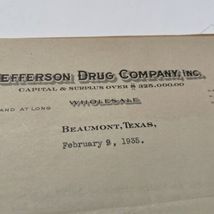 EFFERSON DRUG COMPANY, INC.
CAPITAL & SURPLUS OVER $325,000.00
WHOLESALE
AND AT LONG
BEAUMONT, TEXAS,
February 9, 1935.